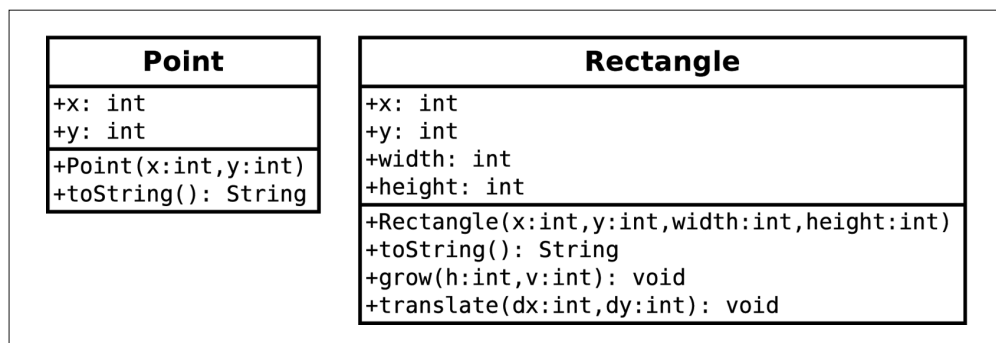 Point
+x: int
+y: int
+Point(x:int,y:int)
+toString(): String
Rectangle
+x: int
+y: int
+width: int
+height: int
+Rectangle(x:int,y:int,width:int,height:int)
+toString(): String
+grow(h:int,v:int): void
+translate(dx:int,dy:int): void